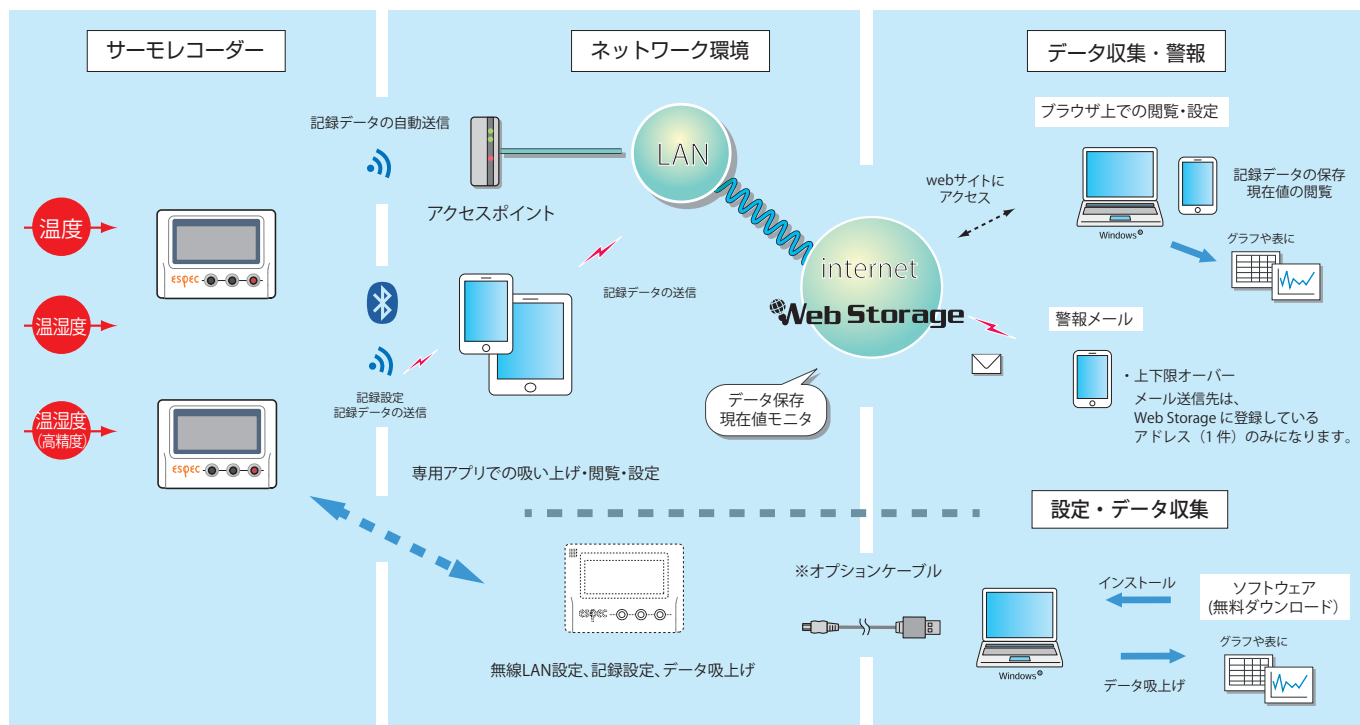 サーモレコーダー
ネットワーク環境
データ収集・警報
記録データの自動送信
アクセスポイント
LAN
internet
Web Storage
webサイトに
アクセス
ブラウザ上での閲覧・設定
Windows®
記録データの保存
現在値の閲覧
グラフや表に
温度
温湿度
温湿度
(高精度)
espec
espec
記録設定
記録データの送信
記録データの送信
データ保存
現在値モニタ
警報メール
・上下限オーバー
メール送信先は、
Web Storage に登録している
アドレス（1 件）のみになります。
専用アプリでの吸い上げ・閲覧・設定
設定・データ収集
espec
無線LAN設定、記録設定、データ吸上げ
※オプションケーブル
Windows®
インストール
データ吸上げ
ソフトウェア
(無料ダウンロード）
グラフや表に